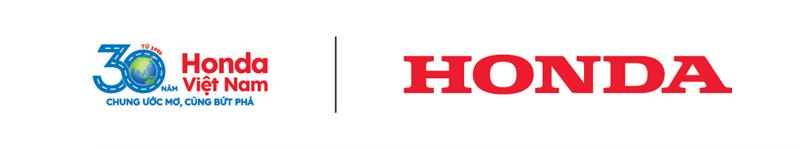 TỪ 1996
30 NĂM
Honda
Việt Nam
CHUNG ƯỚC MƠ, CÙNG BỨT PHÁ
HONDA